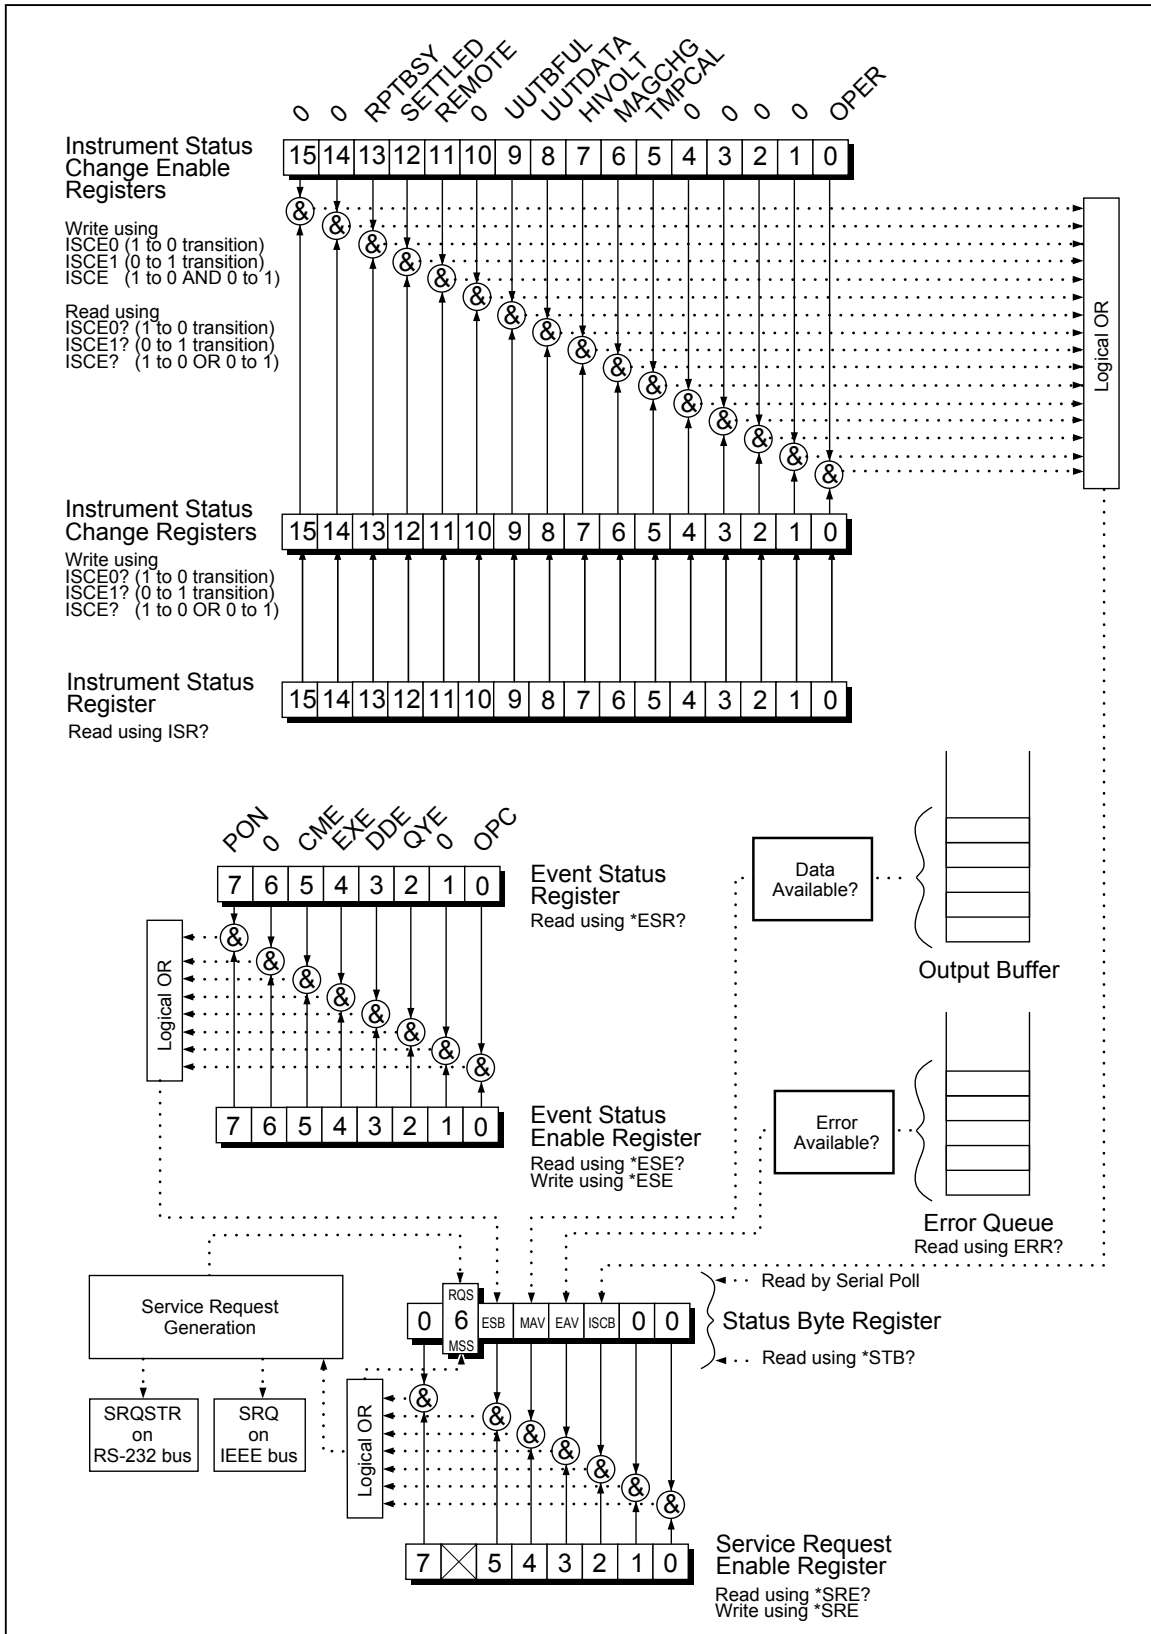 0 0 RPTBSY SETTLED REMOTE 0 UUTBFUL UUTDATA HIVOLT MAGCHG TMPCAL 0 0 0 0 OPER
Instrument Status
Change Enable
Registers
15 14 13 12 11 10 9 8 7 6 5 4 3 2 1 0
& & & & & & & & & & & & & & & &
Write using
ISCE0 (1 to 0 transition)
ISCE1 (0 to 1 transition)
ISCE (1 to 0 AND 0 to 1)
Read using
ISCE0? (1 to 0 transition)
ISCE1? (0 to 1 transition)
ISCE? (1 to 0 OR 0 to 1)
Logical OR
Instrument Status
Change Registers
15 14 13 12 11 10 9 8 7 6 5 4 3 2 1 0
Write using
ISCE0? (1 to 0 transition)
ISCE1? (0 to 1 transition)
ISCE? (1 to 0 OR 0 to 1)
Instrument Status
Register
15 14 13 12 11 10 9 8 7 6 5 4 3 2 1 0
Read using ISR?
PON 0 CME EXE DDE QYE 0 OPC
7 6 5 4 3 2 1 0
Event Status
Register
Read using *ESR?
& & & & & & & &
Logical OR
Data
Available?
Output Buffer
7 6 5 4 3 2 1 0
Event Status
Enable Register
Read using *ESE?
Write using *ESE
Error
Available?
Error Queue
Read using ERR?
Service Request
Generation
RQS
0 6 ESB MAV EAV ISCB 0 0
MSS
Read by Serial Poll
Status Byte Register
Read using *STB?
SRQSTR
on
RS-232 bus
SRQ
on
IEEE bus
Logical OR
& & & & & & &
7 5 4 3 2 1 0
Service Request
Enable Register
Read using *SRE?
Write using *SRE